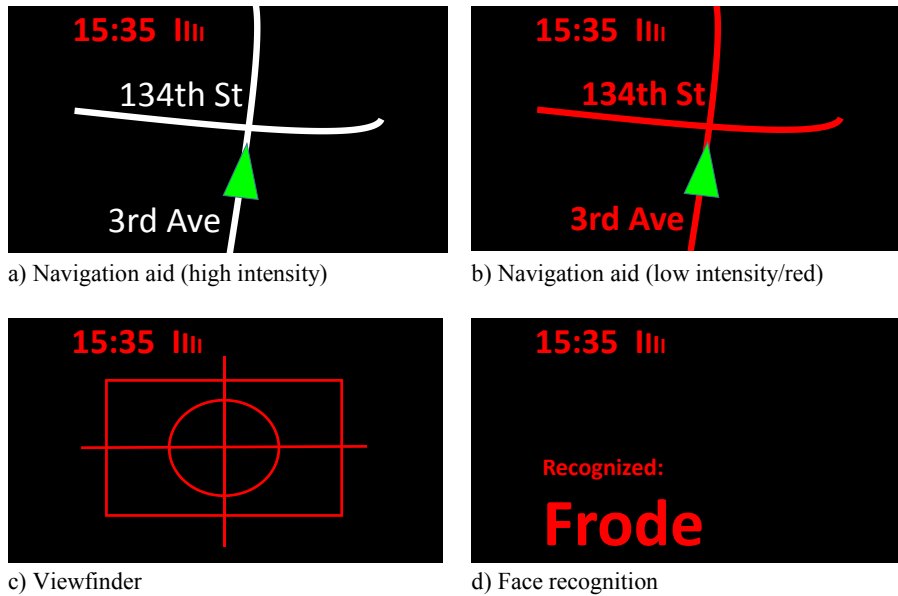 15:35
15:35
134th St
134th St
3rd Ave
3rd Ave
a) Navigation aid (high intensity)
b) Navigation aid (low intensity/red)
15:35
15:35
Recognized:
Frode
c) Viewfinder
d) Face recognition